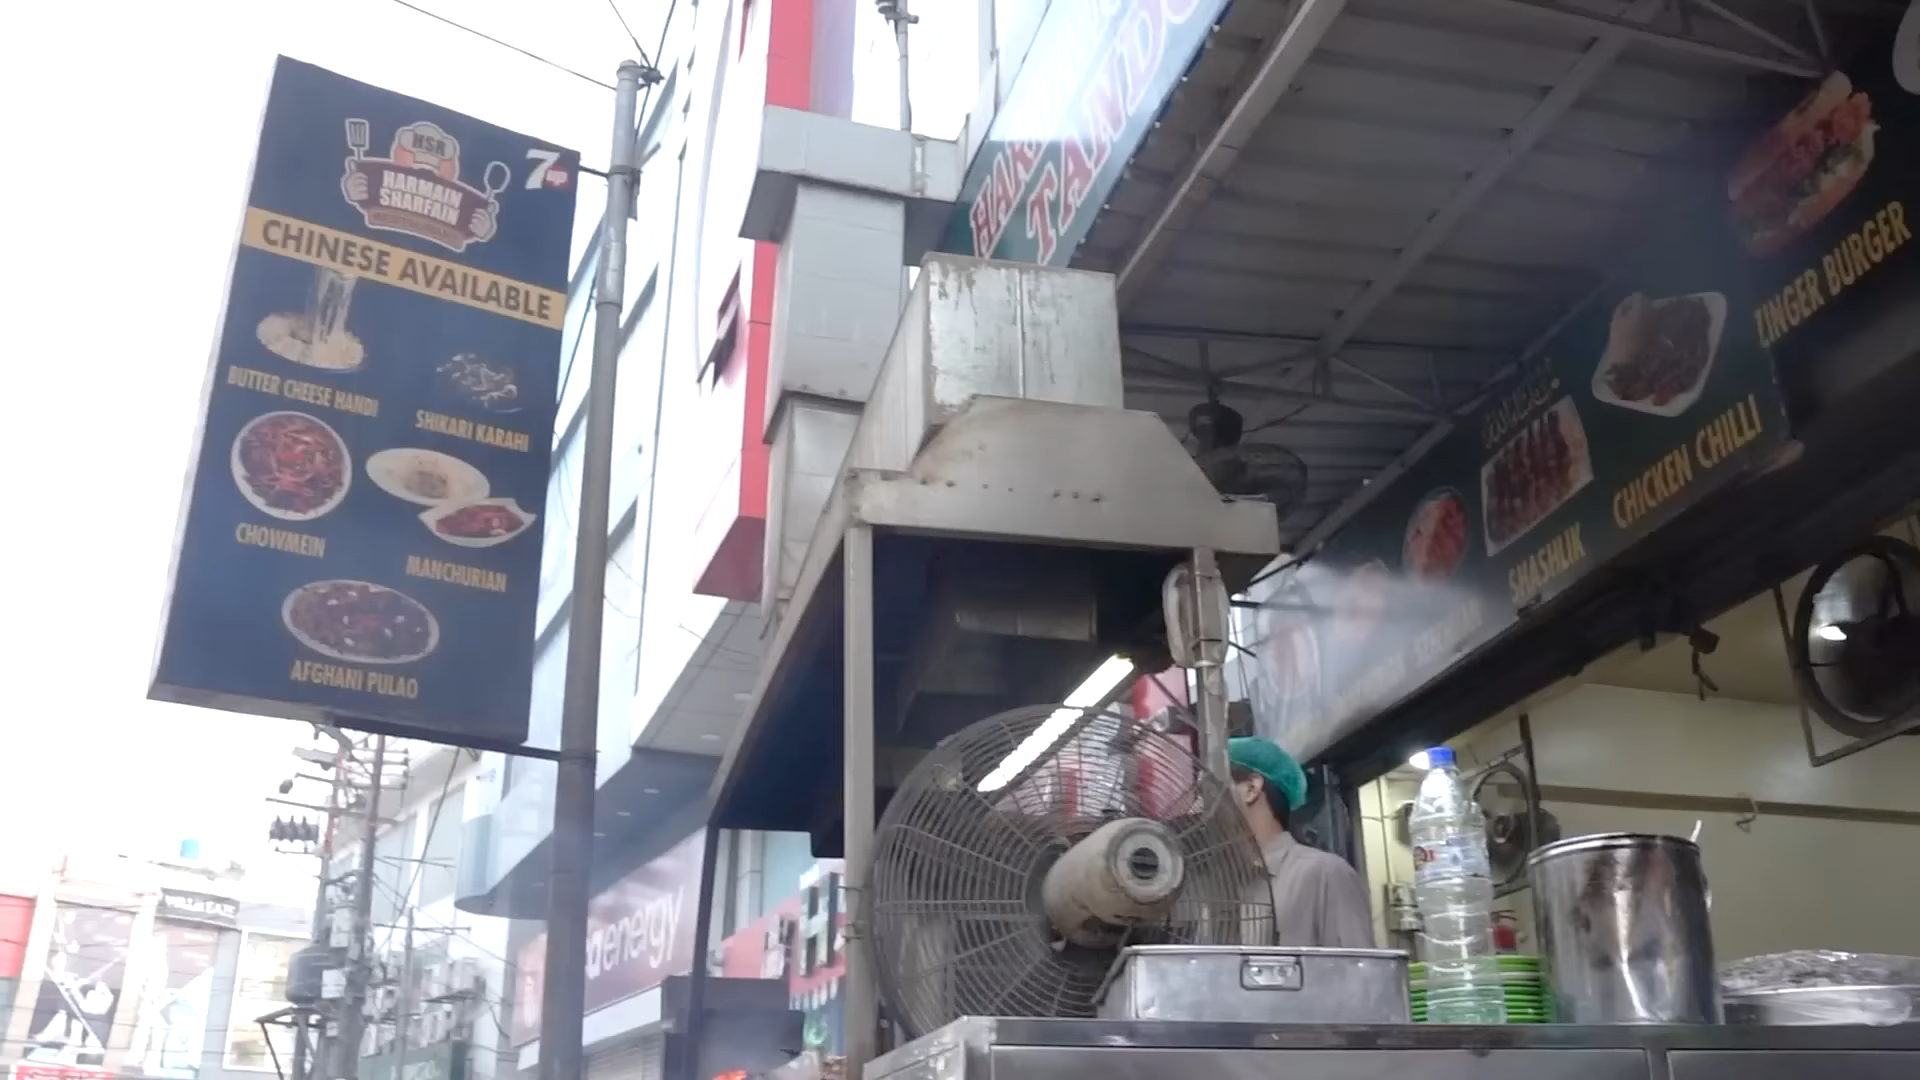 HSR
7up
HARMAIN
SHARFAIN
CHINESE AVAILABLE
BUTTER CHEESE HANDI
SHIKARI KARAHI
CHOWMEIN
MANCHURIAN
AFGHANI PULAO
TANDO
ZINGER BURGER
CHICKEN CHILLI
SHASHLIK
energy